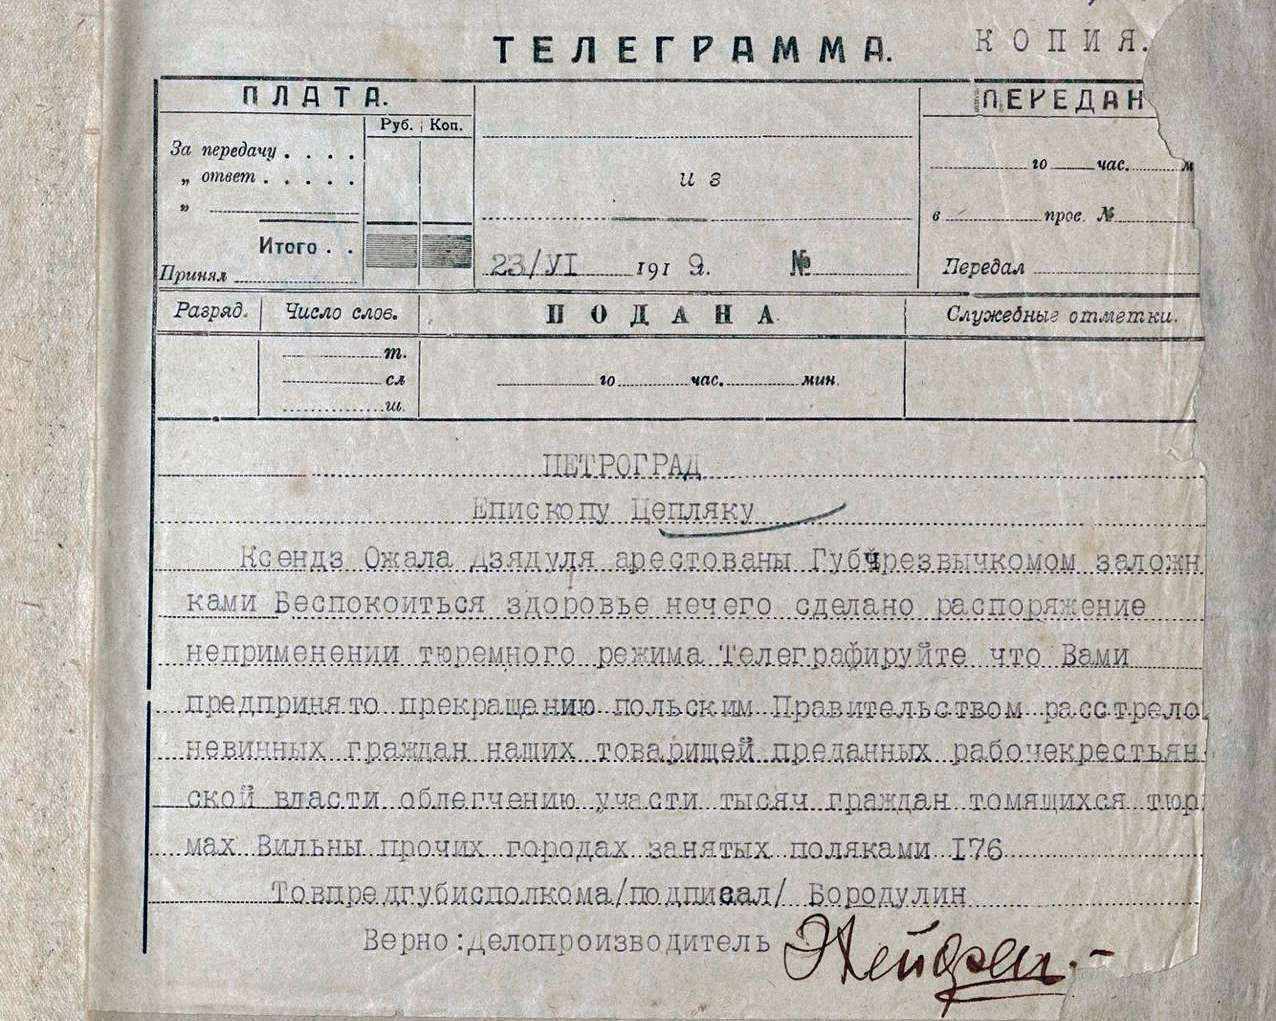 КОПИЯ.
ТЕЛЕГРАММА.
ПЛАТА.
Руб. Коп.
За передачу . . . .
„ ответ . . . . .
„
Итого . .
Принял
из
23/VI 1919. №
ПЕРЕДАН
го час. м
в пров. №
Передал
Разряд. Число слов. ПОДАНА. Служебные отметки.
т.
сл
ш.
го час. мин.
ПЕТРОГРАД
Епископу Цепляку
Ксендз Ожала Дзядуля арестованы Губчрезвычкомом заложн
ками Беспокоиться здоровье нечего сделано распоряжение
неприменении тюремного режима Телеграфируйте что Вами
предпринято прекращению польским Правительством расстрело
невинных граждан наших товарищей преданных рабочекрестьян
ской власти облегчению участи тысяч граждан томящихся тюр
мах Вильны прочих городах занятых поляками 176
Товпредгубисполкома/подписал/ Бородулин
Верно:делопроизводитель